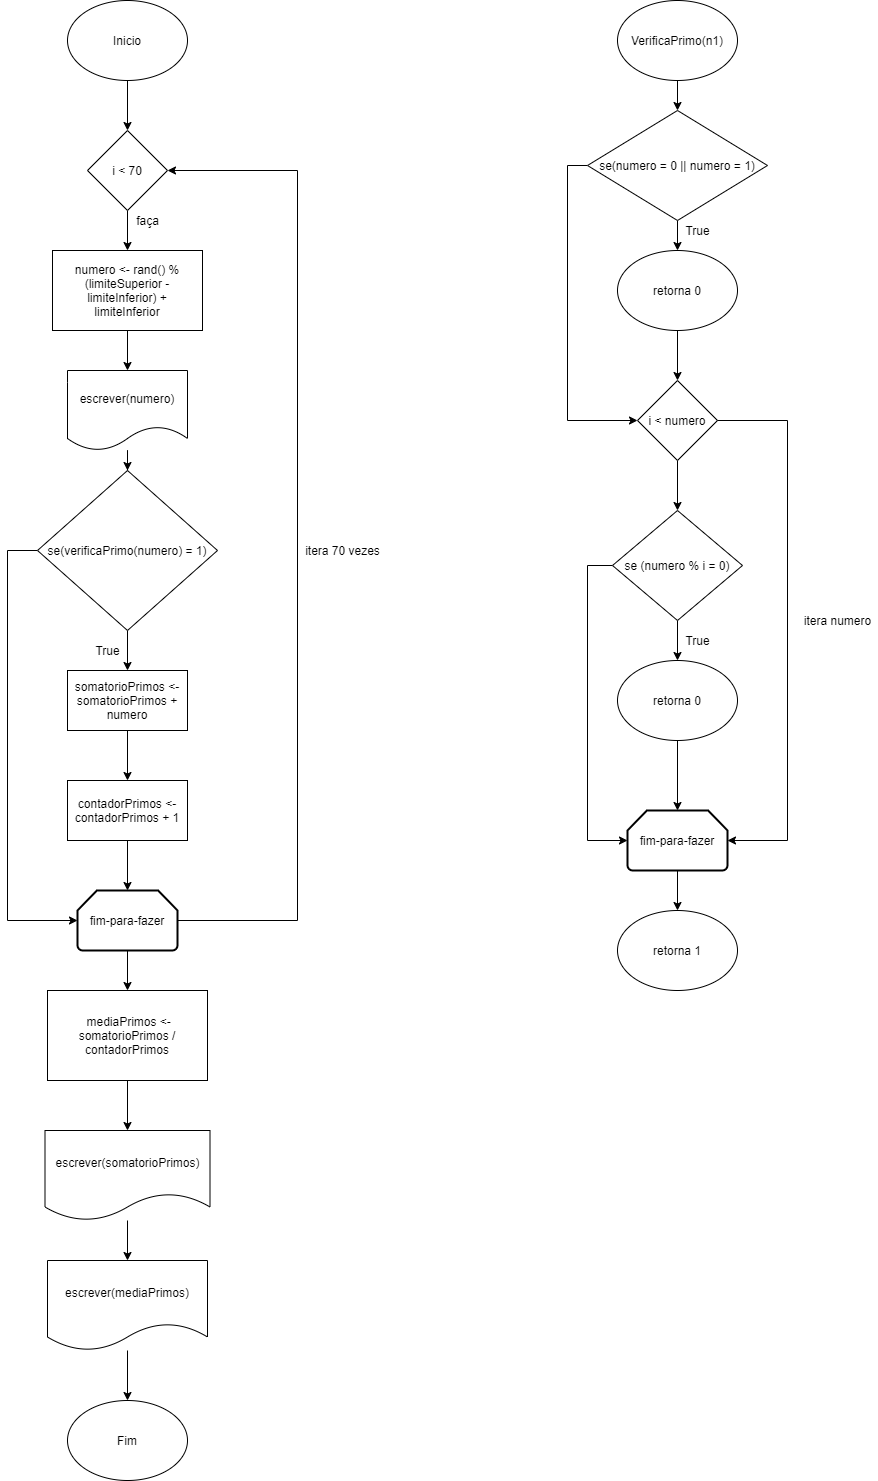 Início
i < 70
faça
numero <- rand() %
(limiteSuperior -
limiteInferior) +
limiteInferior
escrever(numero)
se(verificaPrimo(numero) = 1)
itera 70 vezes
True
somatorioPrimos <-
somatorioPrimos +
numero
contadorPrimos <-
contadorPrimos + 1
fim-para-fazer
mediaPrimos <-
somatorioPrimos /
contadorPrimos
escrever(somatorioPrimos)
escrever(mediaPrimos)
Fim
VerificaPrimo(n1)
se(numero = 0 || numero = 1)
True
retorna 0
i < numero
se (numero % i = 0)
itera numero
True
retorna 0
fim-para-fazer
retorna 1